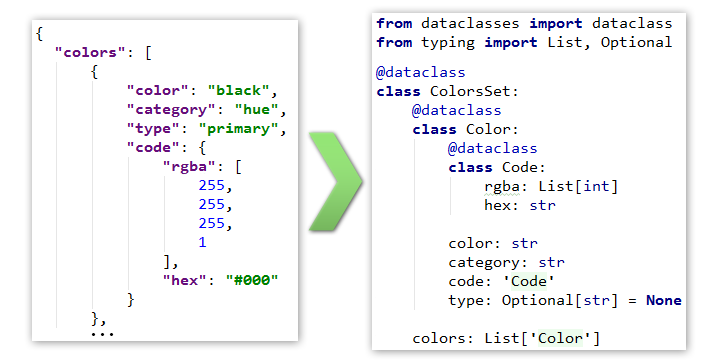 {
"colors": [
{
"color": "black",
"category": "hue",
"type": "primary",
"code": {
"rgba": [
255,
255,
255,
1
],
"hex": "#000"
}
},
...
from dataclasses import dataclass
from typing import List, Optional
@dataclass
class ColorsSet:
@dataclass
class Color:
@dataclass
class Code:
rgba: List[int]
hex: str
color: str
category: str
code: 'Code'
type: Optional[str] = None
colors: List['Color']